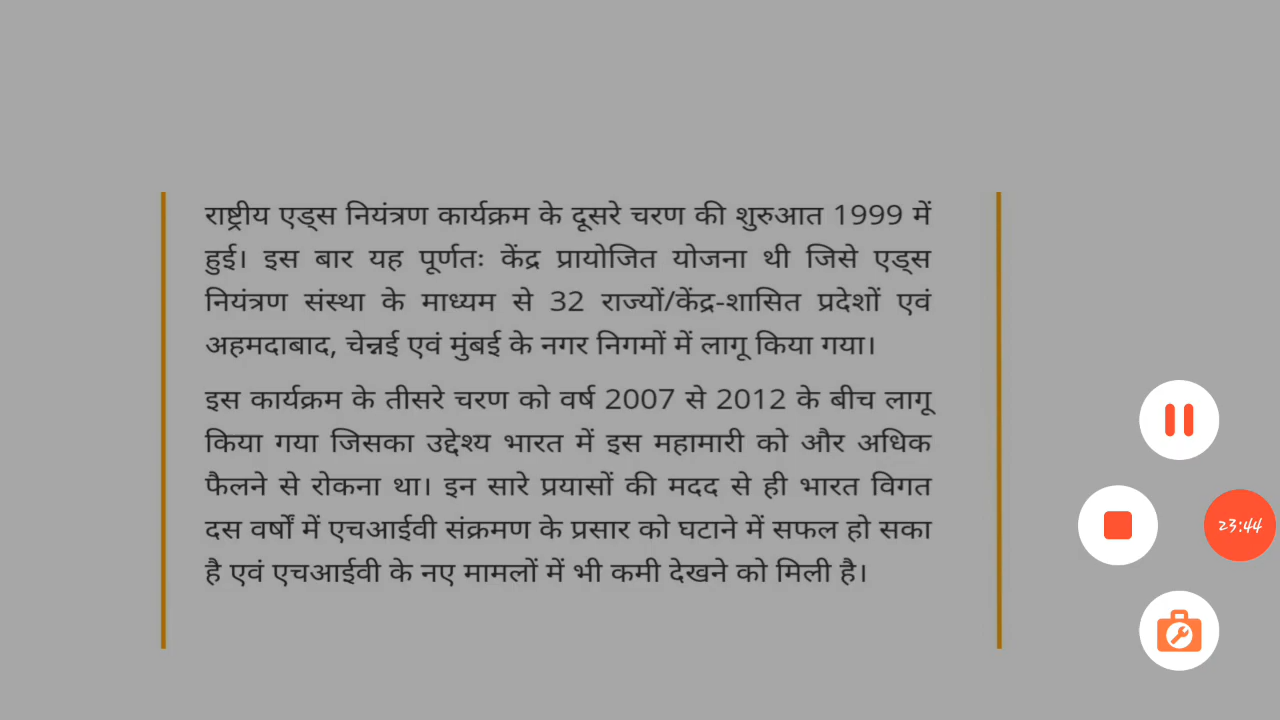 राष्ट्रीय एड्स नियंत्रण कार्यक्रम के दूसरे चरण की शुरुआत 1999 में
हुई। इस बार यह पूर्णतः केंद्र प्रायोजित योजना थी जिसे एड्स
नियंत्रण संस्था के माध्यम से 32 राज्यों/केंद्र-शासित प्रदेशों एवं
अहमदाबाद, चेन्नई एवं मुंबई के नगर निगमों में लागू किया गया।
इस कार्यक्रम के तीसरे चरण को वर्ष 2007 से 2012 के बीच लागू
किया गया जिसका उद्देश्य भारत में इस महामारी को और अधिक
फैलने से रोकना था। इन सारे प्रयासों की मदद से ही भारत विगत
दस वर्षों में एचआईवी संक्रमण के प्रसार को घटाने में सफल हो सका
है एवं एचआईवी के नए मामलों में भी कमी देखने को मिली है।
23:44